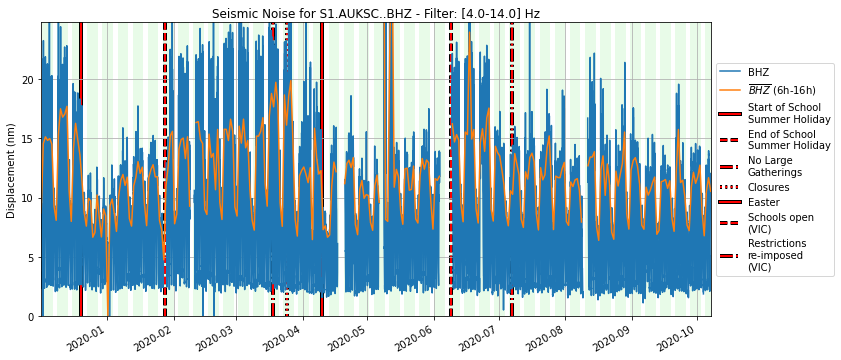 Seismic Noise for S1.AUKSC..BHZ - Filter: [4.0-14.0] Hz
Displacement (nm)
20
15
10
5
0
2020-01
2020-02
2020-03
2020-04
2020-05
2020-06
2020-07
2020-08
2020-09
2020-10
BHZ
BHZ (6h-16h)
Start of School
Summer Holiday
End of School
Summer Holiday
No Large
Gatherings
Closures
Easter
Schools open
(VIC)
Restrictions
re-imposed
(VIC)